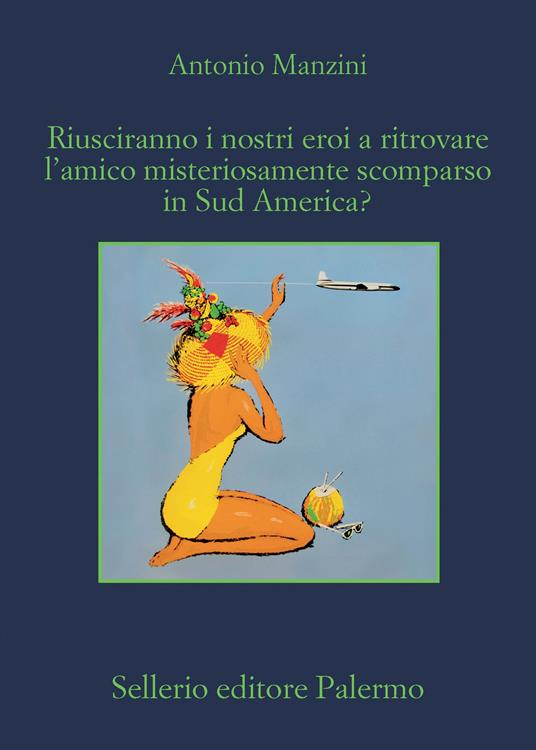 Antonio Manzini
Riusciranno i nostri eroi a ritrovare
l’amico misteriosamente scomparso
in Sud America?
Sellerio editore Palermo